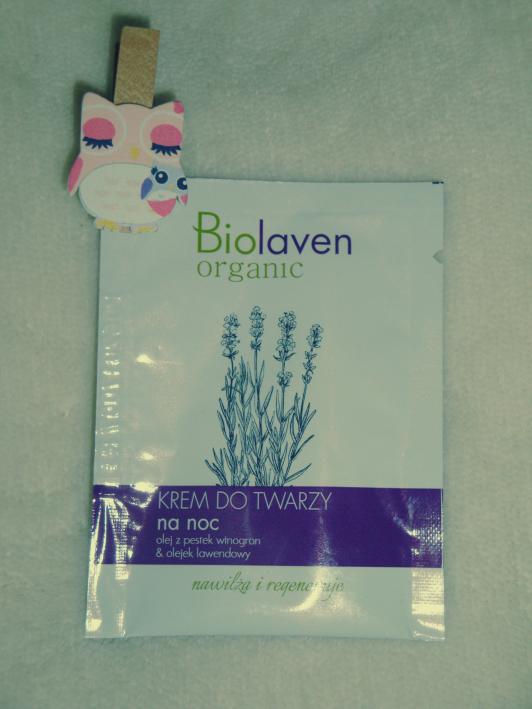 Biolaven
organic
KREM DO TWARZY
na noc
olej z pestek winogron
& olejek lawendowy
nawilża i regeneruje